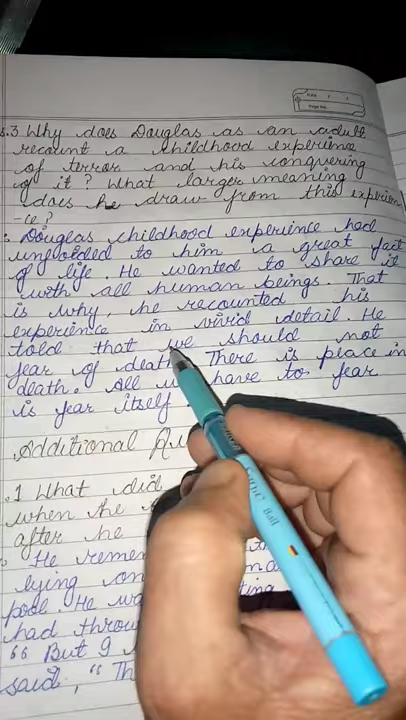 Q.3 Why does Douglas as an adult
recount a childhood experience
of terror and his conquering
of it? What larger meaning
does he draw from this experien
-ce?
Douglas childhood experience had
ungolded to him a great fact
of life. He wanted to share it
with all human beings. That
is why, he recounted his
experience in vivid detail. He
told that we should not
fear of death. There is place in
death. All we have to fear
is fear itself
Additional
.1 What did
when the
after he
He remem
lying on
pool. He wa
had throu
"But I
said, "Th